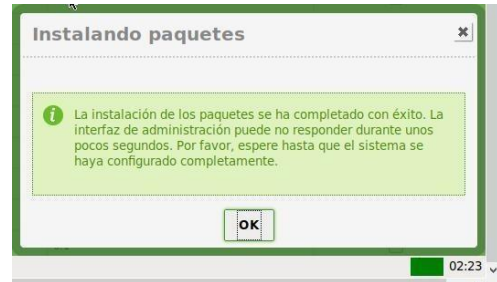 Instalando paquetes
La instalación de los paquetes se ha completado con éxito. La
interfaz de administración puede no responder durante unos
pocos segundos. Por favor, espere hasta que el sistema se
haya configurado completamente.
OK
02:23